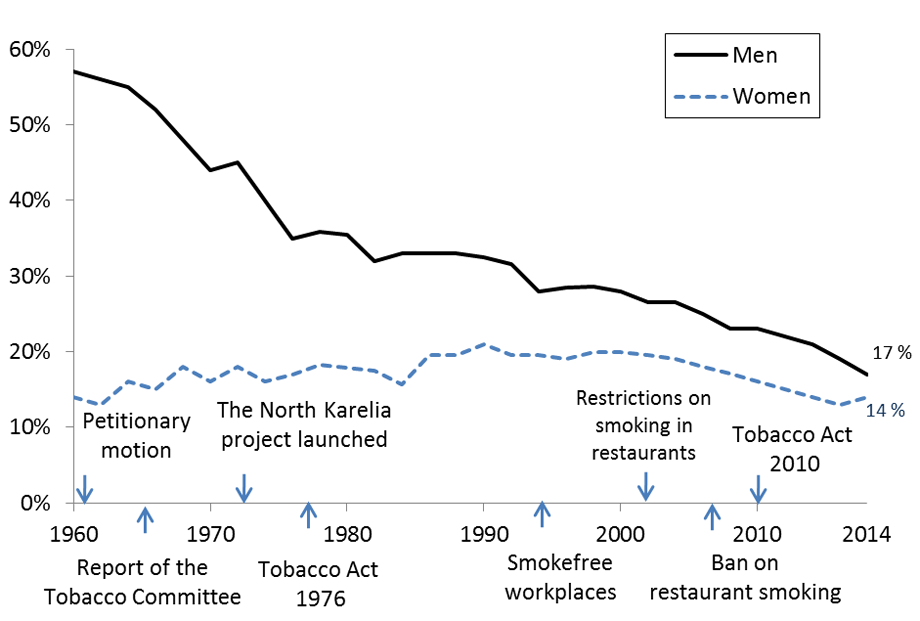 Men
Women
60%
50%
40%
30%
20%
10%
0%
17 %
14 %
Petitionary
motion
The North Karelia
project launched
Restrictions on
smoking in
restaurants
Tobacco Act
2010
1960
1970
1980
1990
2000
2010
2014
Report of the
Tobacco Committee
Tobacco Act
1976
Smokefree
workplaces
Ban on
restaurant smoking